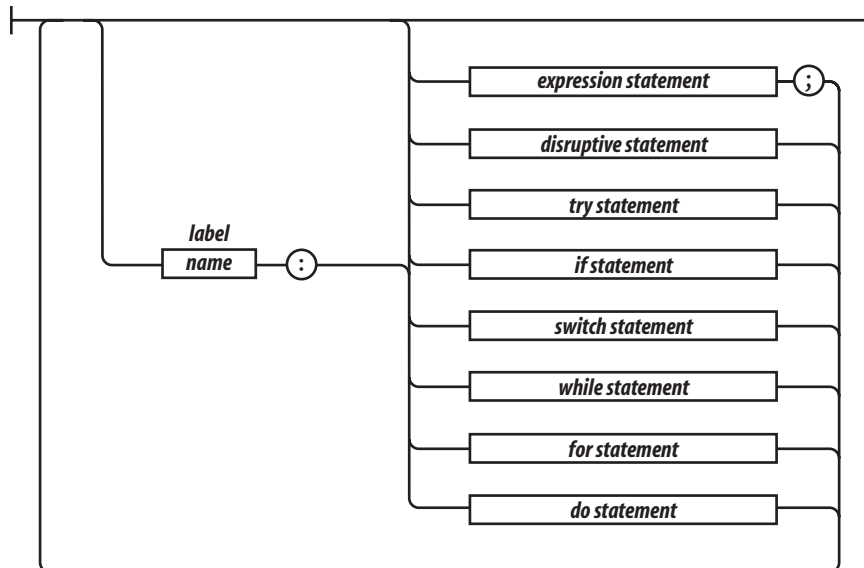 expression statement ;
disruptive statement
try statement
label
name :
if statement
switch statement
while statement
for statement
do statement